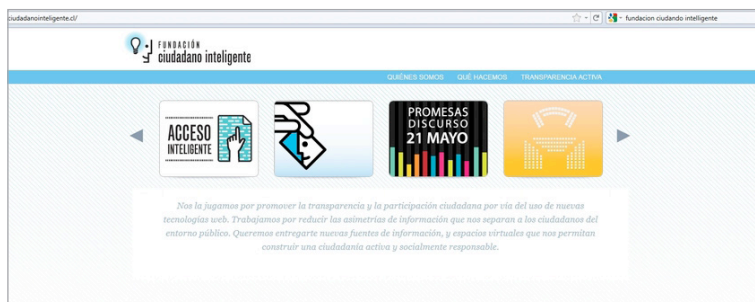 ciudadanointeligente.cl/
fundacion ciudando intelligente
FUNDACIÓN
ciudadano inteligente
QUIÉNES SOMOS QUÉ HACEMOS TRANSPARENCIA ACTIVA
ACCESO
INTELIGENTE
PROMESAS
DISCURSO
21 MAYO
Nos la jugamos por promover la transparencia y la participación ciudadana por vía del uso de nuevas
tecnologías web. Trabajamos por reducir las asimetrías de información que nos separan a los ciudadanos del
entorno público. Queremos entregarte nuevas fuentes de información, y espacios virtuales que nos permitan
construir una ciudadanía activa y socialmente responsable.